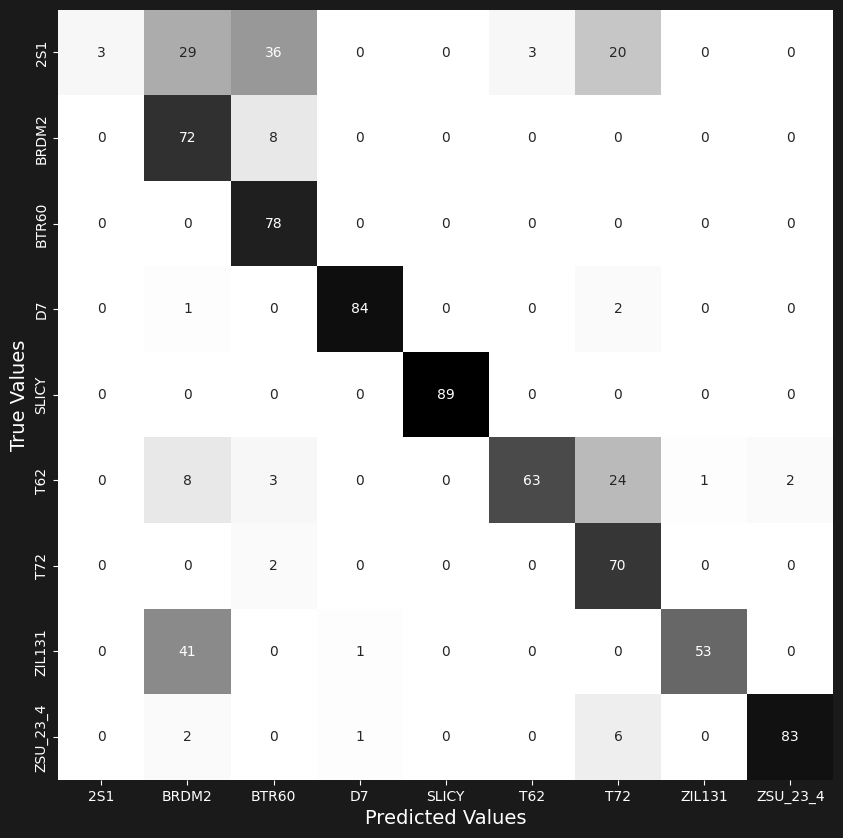 2S1 3 29 36 0 0 3 20 0 0
BRDM2 0 72 8 0 0 0 0 0 0
BTR60 0 0 78 0 0 0 0 0 0
D7 0 1 0 84 0 0 2 0 0
SLICY 0 0 0 0 89 0 0 0 0
T62 0 8 3 0 0 63 24 1 2
T72 0 0 2 0 0 0 70 0 0
ZIL131 0 41 0 1 0 0 0 53 0
ZSU_23_4 0 2 0 1 0 0 6 0 83
True Values
2S1 BRDM2 BTR60 D7 SLICY T62 T72 ZIL131 ZSU_23_4
Predicted Values